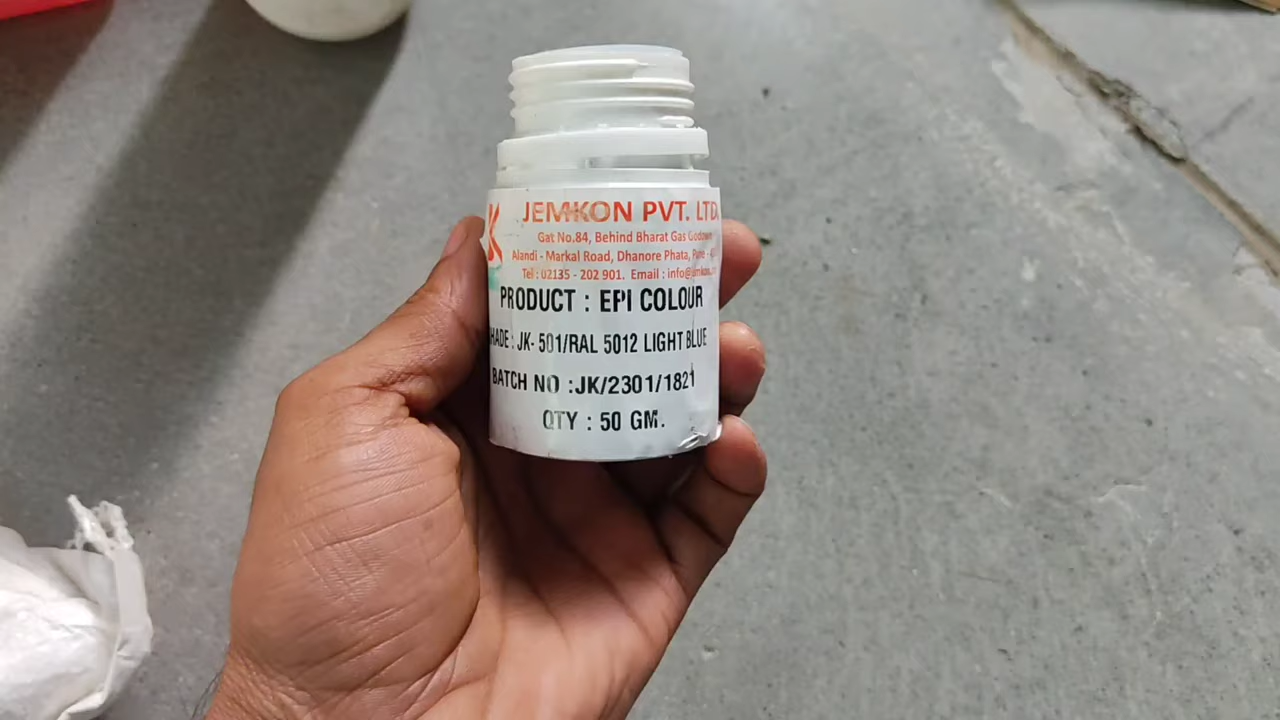 JEMKON PVT. LTD.
Gat No.84, Behind Bharat Gas Godown
Alandi - Markal Road, Dhanore Phata, Pune -
Tel : 02135 - 202 901. Email : info@jemkon.
PRODUCT : EPI COLOUR
HADE : JK- 501/RAL 5012 LIGHT BLUE
BATCH NO :JK/2301/1821
QTY : 50 GM.